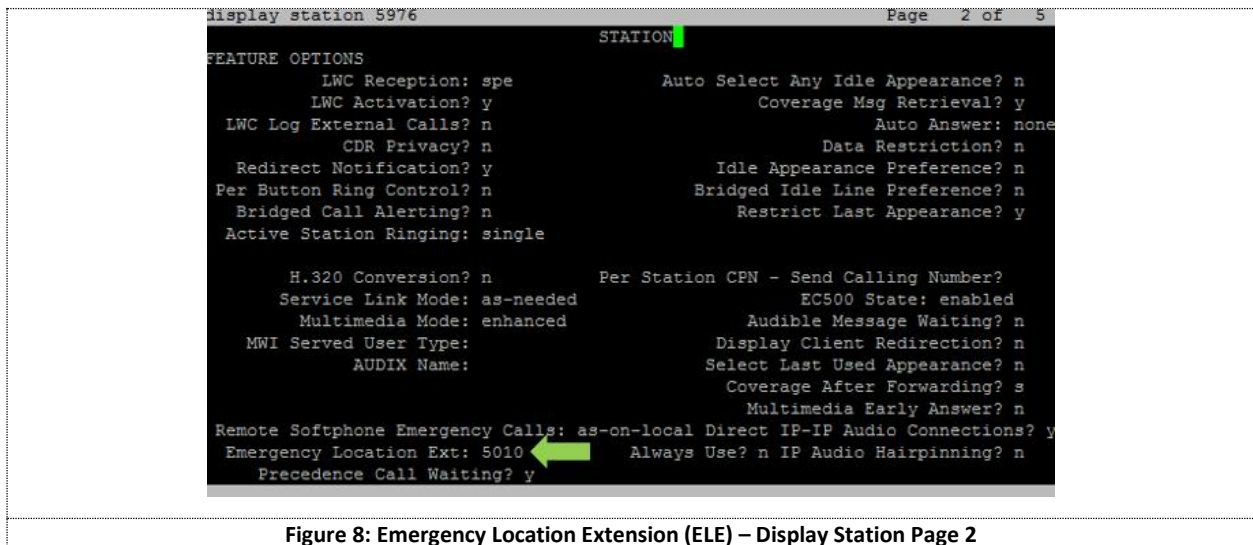 display station 5976 Page 2 of 5
STATION
FEATURE OPTIONS
LWC Reception: spe Auto Select Any Idle Appearance? n
LWC Activation? y Coverage Msg Retrieval? y
LWC Log External Calls? n Auto Answer: none
CDR Privacy? n Data Restriction? n
Redirect Notification? y Idle Appearance Preference? n
Per Button Ring Control? n Bridged Idle Line Preference? n
Bridged Call Alerting? n Restrict Last Appearance? y
Active Station Ringing: single
H.320 Conversion? n Per Station CPN - Send Calling Number?
Service Link Mode: as-needed EC500 State: enabled
Multimedia Mode: enhanced Audible Message Waiting? n
MWI Served User Type: Display Client Redirection? n
AUDIX Name: Select Last Used Appearance? n
Coverage After Forwarding? s
Multimedia Early Answer? n
Remote Softphone Emergency Calls: as-on-local Direct IP-IP Audio Connections? y
Emergency Location Ext: 5010 Always Use? n IP Audio Hairpinning? n
Precedence Call Waiting? y
Figure 8: Emergency Location Extension (ELE) – Display Station Page 2